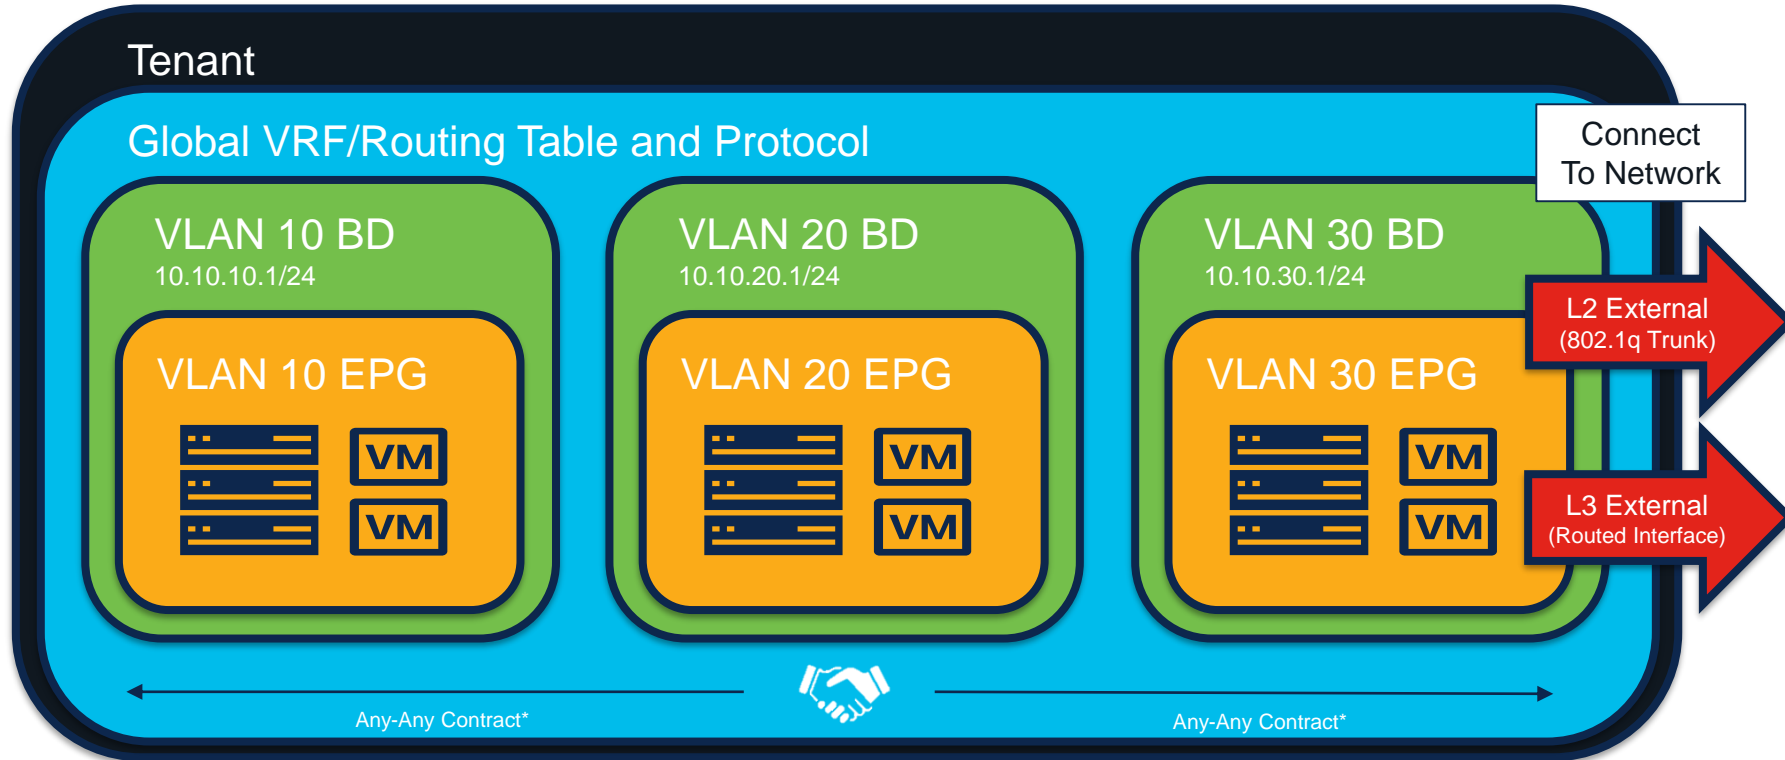 Tenant
Global VRF/Routing Table and Protocol
Connect
To Network
VLAN 10 BD
10.10.10.1/24
VLAN 10 EPG
VM
VM
VLAN 20 BD
10.10.20.1/24
VLAN 20 EPG
VM
VM
VLAN 30 BD
10.10.30.1/24
VLAN 30 EPG
VM
VM
L2 External
(802.1q Trunk)
L3 External
(Routed Interface)
Any-Any Contract*
Any-Any Contract*